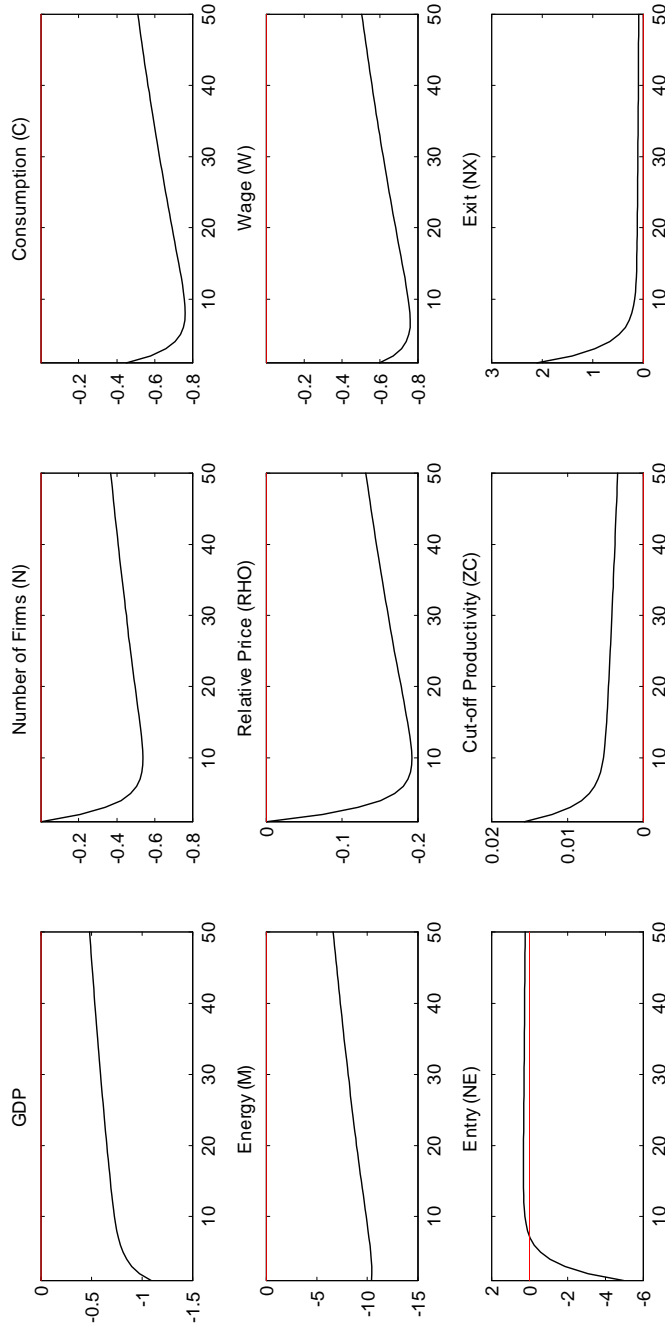 GDP
0
-0.5
-1
-1.5
10 20 30 40 50
Number of Firms (N)
-0.2
-0.4
-0.6
-0.8
10 20 30 40 50
Consumption (C)
-0.2
-0.4
-0.6
-0.8
10 20 30 40 50
Energy (M)
0
-5
-10
-15
10 20 30 40 50
Relative Price (RHO)
0
-0.1
-0.2
10 20 30 40 50
Wage (W)
-0.2
-0.4
-0.6
-0.8
10 20 30 40 50
Entry (NE)
2
0
-2
-4
-6
10 20 30 40 50
Cut-off Productivity (ZC)
0.02
0.01
0
10 20 30 40 50
Exit (NX)
3
2
1
0
10 20 30 40 50